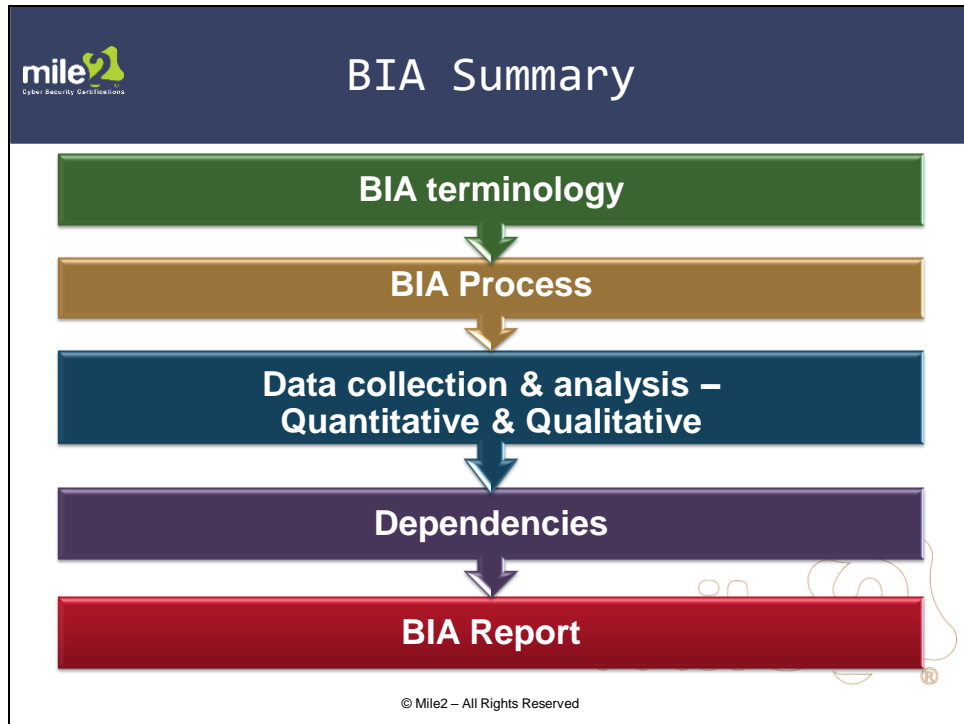 mile2
Cyber Security Certifications
BIA Summary
BIA terminology
BIA Process
Data collection & analysis –
Quantitative & Qualitative
Dependencies
BIA Report
®
© Mile2 – All Rights Reserved